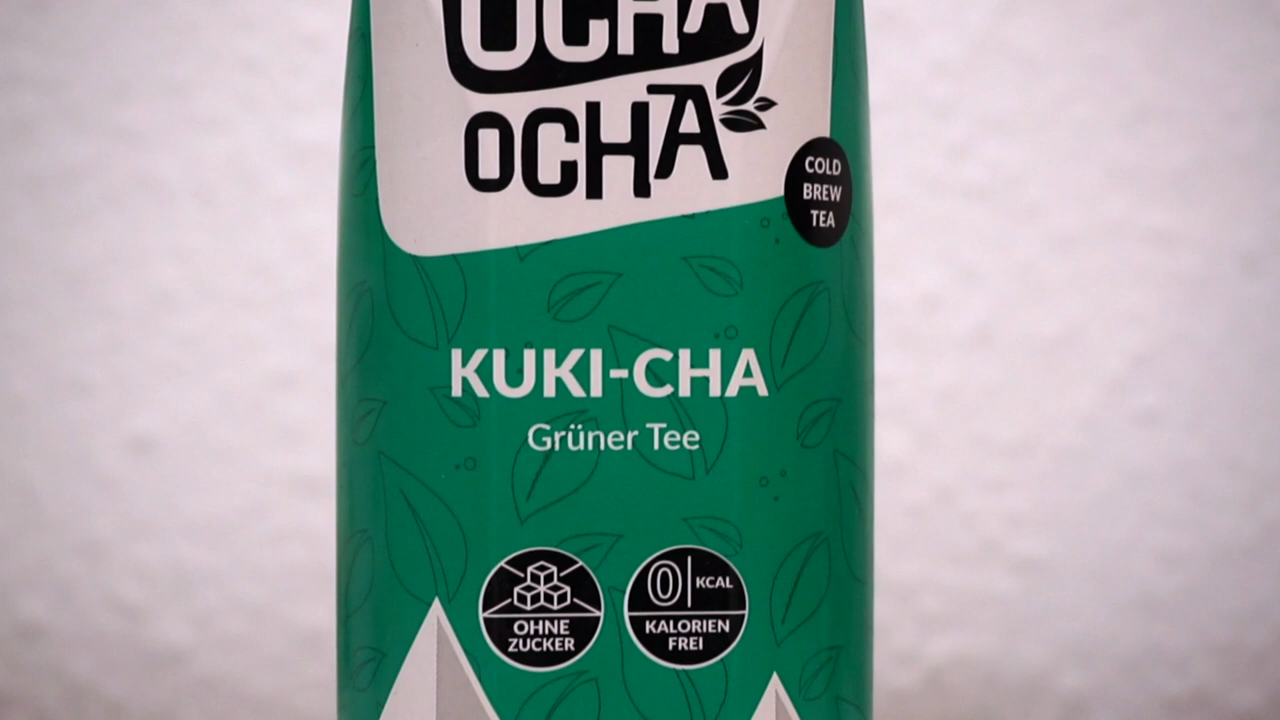 OCHA
OCHA
COLD
BREW
TEA
KUKI-CHA
Grüner Tee
OHNE
ZUCKER
0 KCAL
KALORIEN
FREI